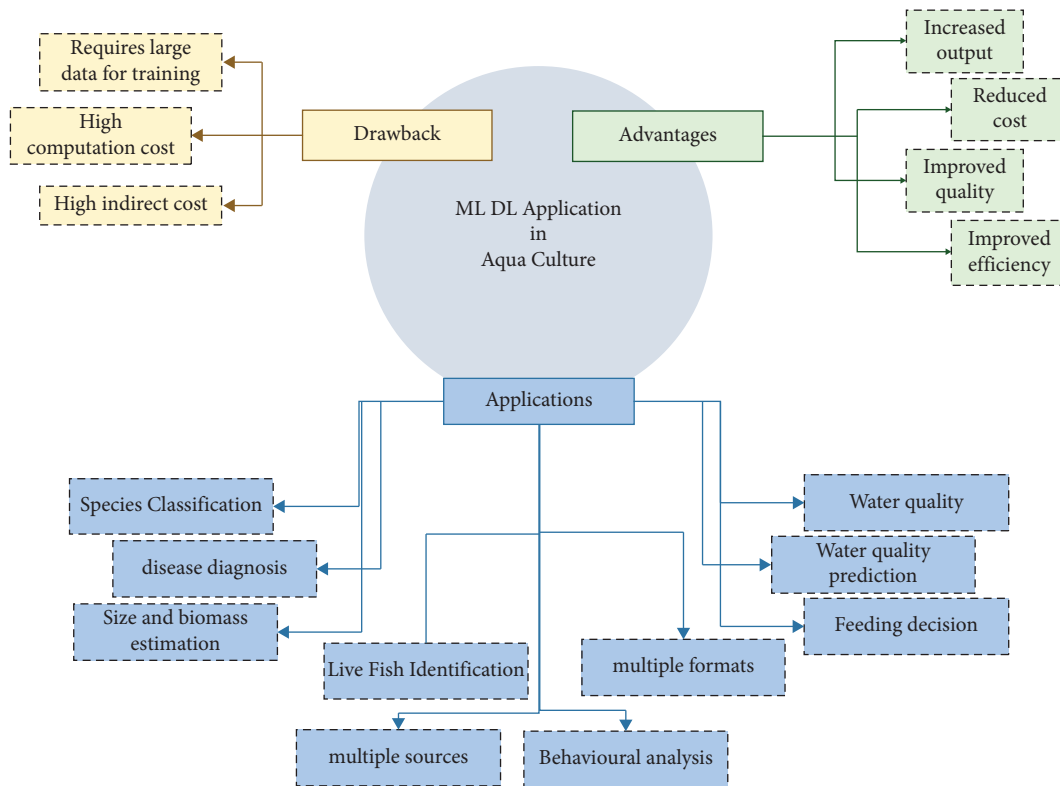 Requires large
data for training
High
computation cost
High indirect cost
Drawback
Advantages
Increased
output
Reduced
cost
Improved
quality
Improved
efficiency
ML DL Application
in
Aqua Culture
Applications
Species Classification
disease diagnosis
Size and biomass
estimation
Live Fish Identification
multiple sources
Behavioural analysis
multiple formats
Water quality
Water quality
prediction
Feeding decision